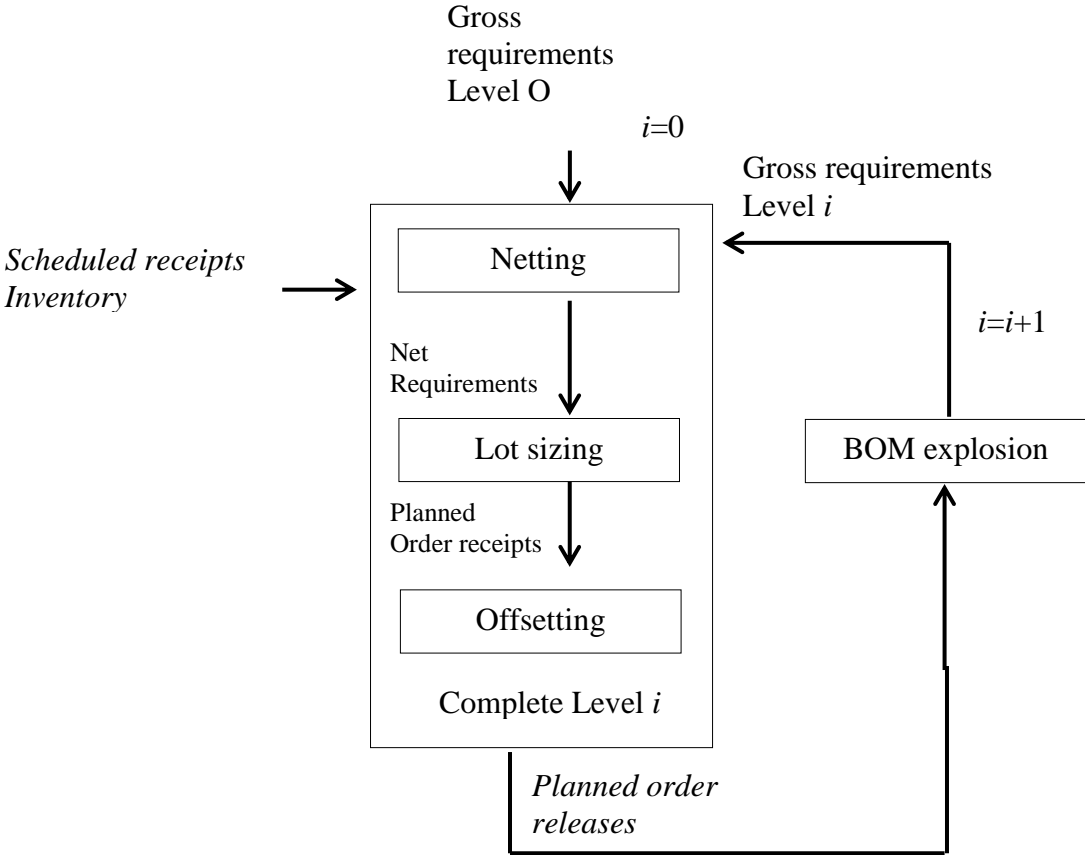 Gross
requirements
Level O
i=0
Gross requirements
Level i
Scheduled receipts
Inventory
Netting
i=i+1
Net
Requirements
Lot sizing
BOM explosion
Planned
Order receipts
Offsetting
Complete Level i
Planned order
releases